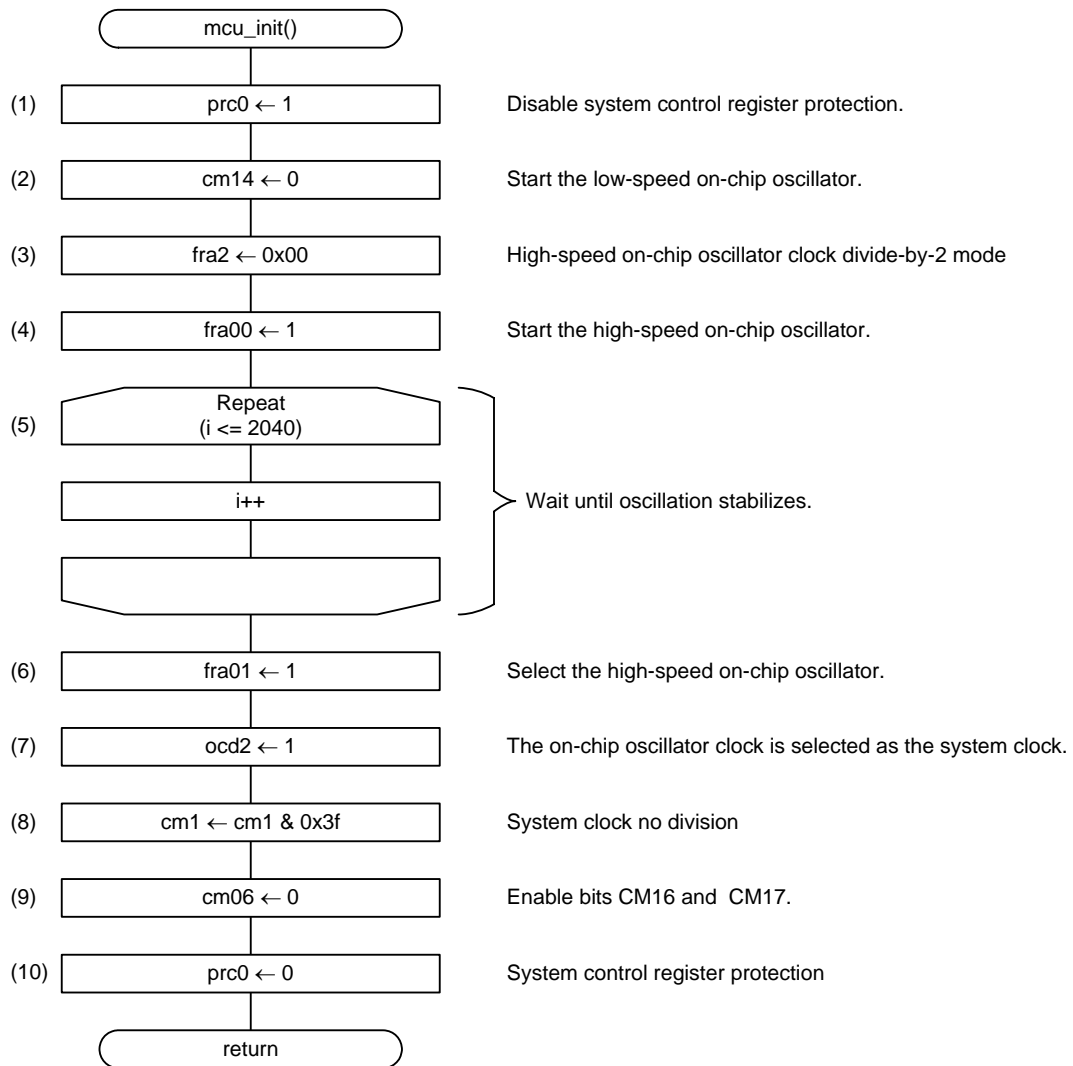 mcu_init()
(1) prc0 ← 1 Disable system control register protection.
(2) cm14 ← 0 Start the low-speed on-chip oscillator.
(3) fra2 ← 0x00 High-speed on-chip oscillator clock divide-by-2 mode
(4) fra00 ← 1 Start the high-speed on-chip oscillator.
Repeat
(5) (i <= 2040)
i++ Wait until oscillation stabilizes.
(6) fra01 ← 1 Select the high-speed on-chip oscillator.
(7) ocd2 ← 1 The on-chip oscillator clock is selected as the system clock.
(8) cm1 ← cm1 & 0x3f System clock no division
(9) cm06 ← 0 Enable bits CM16 and CM17.
(10) prc0 ← 0 System control register protection
return